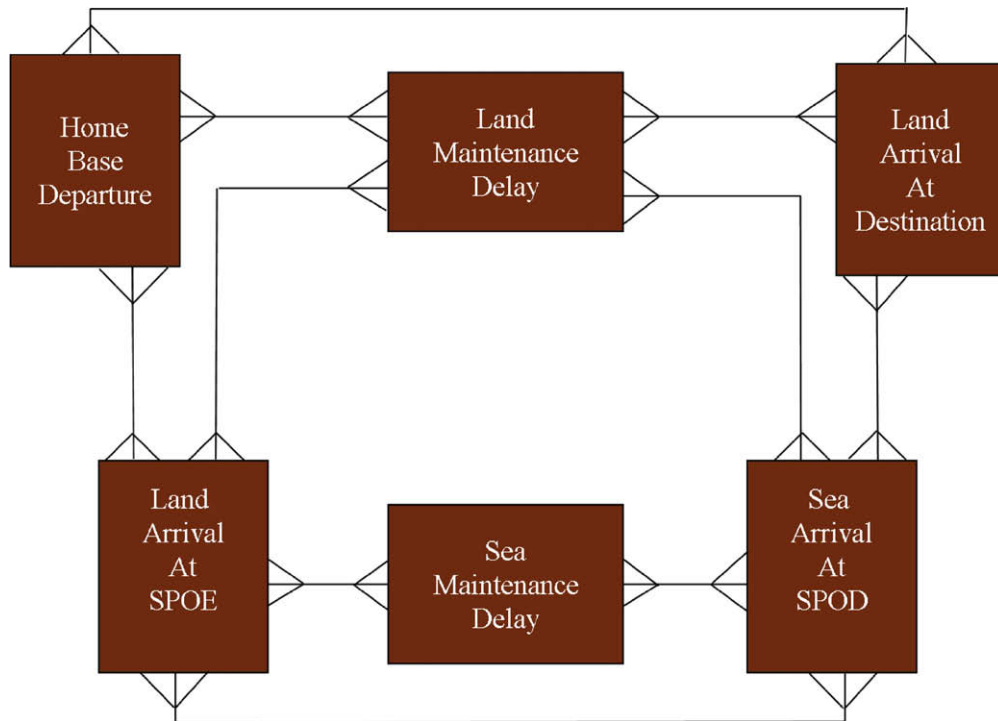 Home
Base
Departure
Land
Maintenance
Delay
Land
Arrival
At
Destination
Land
Arrival
At
SPOE
Sea
Maintenance
Delay
Sea
Arrival
At
SPOD